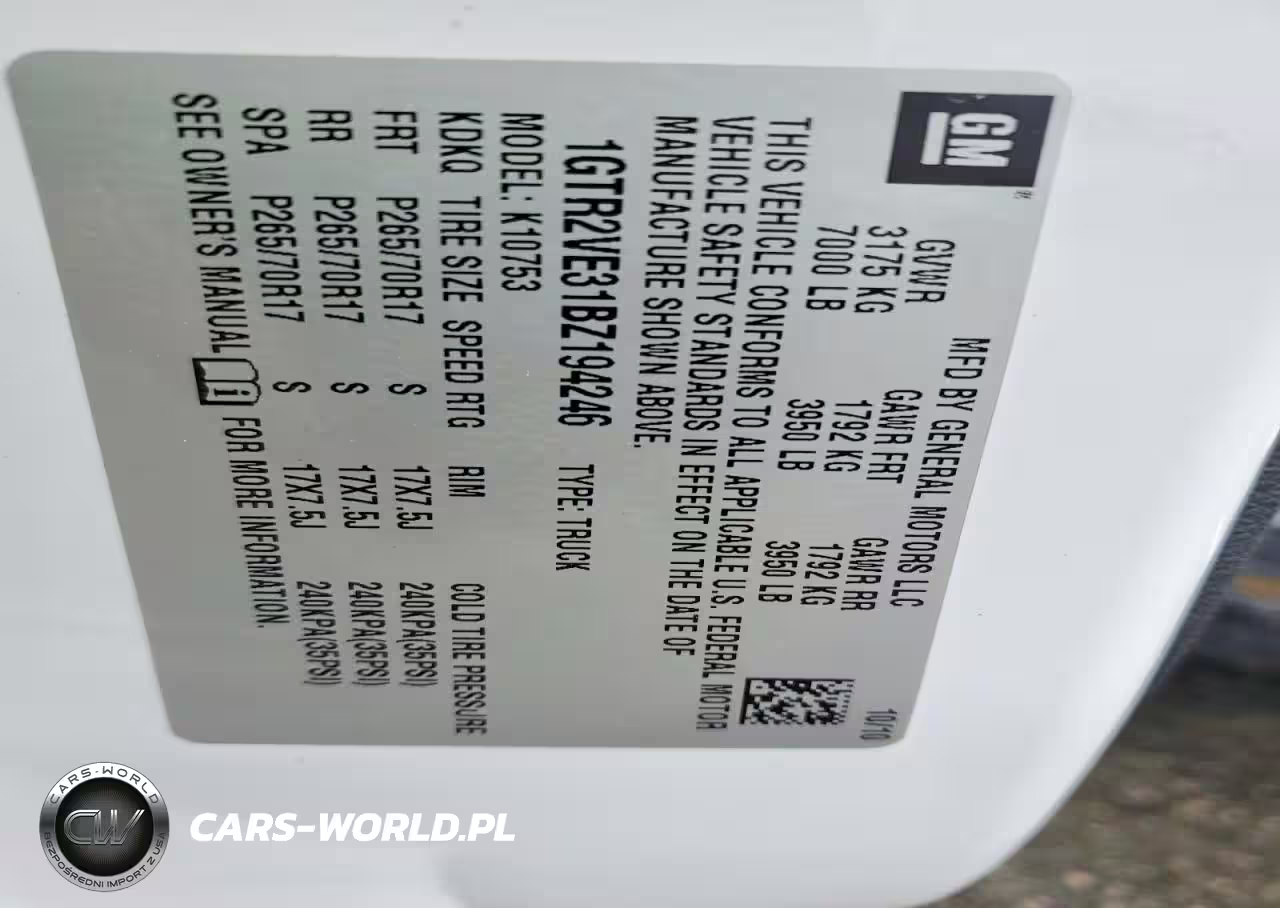 GM
MFD BY GENERAL MOTORS LLC 10/10
GVWR GAWR FRT GAWR RR
3175 KG 1792 KG 1792 KG
7000 LB 3950 LB 3950 LB
THIS VEHICLE CONFORMS TO ALL APPLICABLE U.S. FEDERAL MOTOR
VEHICLE SAFETY STANDARDS IN EFFECT ON THE DATE OF
MANUFACTURE SHOWN ABOVE.
1GTR2VE31BZ194246 TYPE: TRUCK
MODEL: K10753
KDKQ TIRE SIZE SPEED RTG RIM COLD TIRE PRESSURE
FRT P265/70R17 S 17X7.5J 240KPA(35PSI)
RR P265/70R17 S 17X7.5J 240KPA(35PSI)
SPA P265/70R17 S 17X7.5J 240KPA(35PSI)
SEE OWNER'S MANUAL FOR MORE INFORMATION.
CARS-WORLD
CW
BEZPOŚREDNI IMPORT Z USA
CARS-WORLD.PL